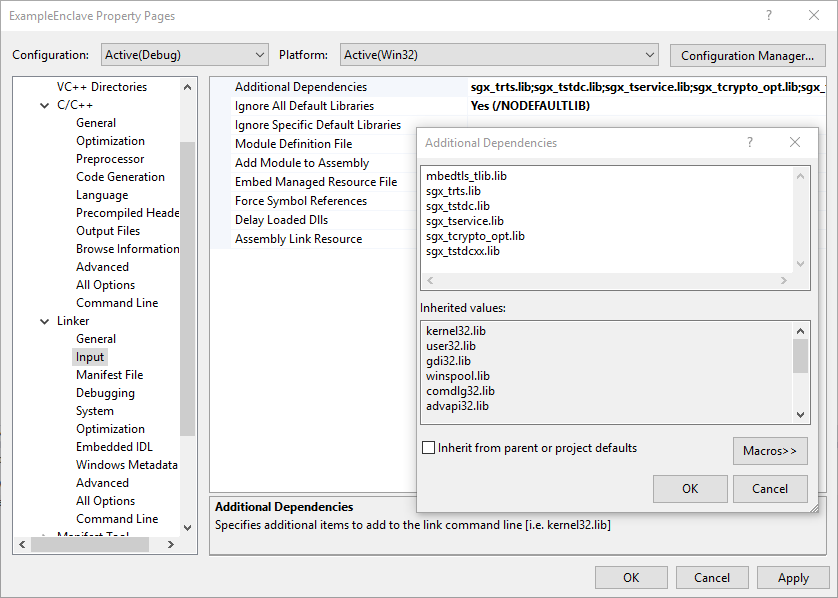 ExampleEnclave Property Pages
Configuration: Active(Debug) Platform: Active(Win32) Configuration Manager...
VC++ Directories
C/C++
General
Optimization
Preprocessor
Code Generation
Language
Precompiled Heade
Output Files
Browse Information
Advanced
All Options
Command Line
Linker
General
Input
Manifest File
Debugging
System
Optimization
Embedded IDL
Windows Metadata
Advanced
All Options
Command Line
Manifest Tool
Additional Dependencies sgx_trts.lib;sgx_tstdc.lib;sgx_tservice.lib;sgx_tcrypto_opt.lib;sgx_t
Ignore All Default Libraries Yes (/NODEFAULTLIB)
Ignore Specific Default Libraries
Module Definition File
Add Module to Assembly
Embed Managed Resource File
Force Symbol References
Delay Loaded Dlls
Assembly Link Resource
Additional Dependencies
mbedtls_tlib.lib
sgx_trts.lib
sgx_tstdc.lib
sgx_tservice.lib
sgx_tcrypto_opt.lib
sgx_tstdcxx.lib
Inherited values:
kernel32.lib
user32.lib
gdi32.lib
winspool.lib
comdlg32.lib
advapi32.lib
Inherit from parent or project defaults
Macros>>
OK Cancel
Additional Dependencies
Specifies additional items to add to the link command line [i.e. kernel32.lib]
OK Cancel Apply